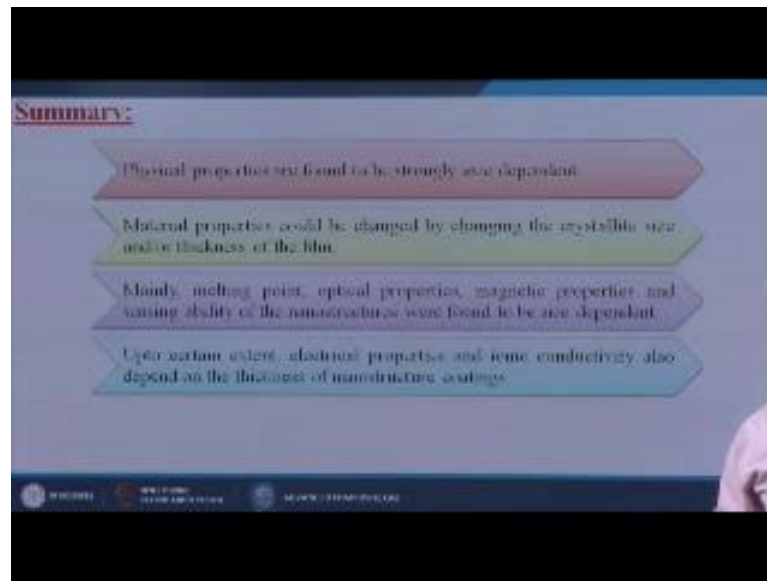 Summary:
Physical properties are found to be strongly size dependent.
Material properties could be changed by changing the crystallite size
and/or thickness of the film.
Mainly, melting point, optical properties, magnetic properties and
sensing ability of the nanostructures were found to be size dependent.
Upto certain extent, electrical properties and ionic conductivity also
depend on the thickness of nanostructure coatings.